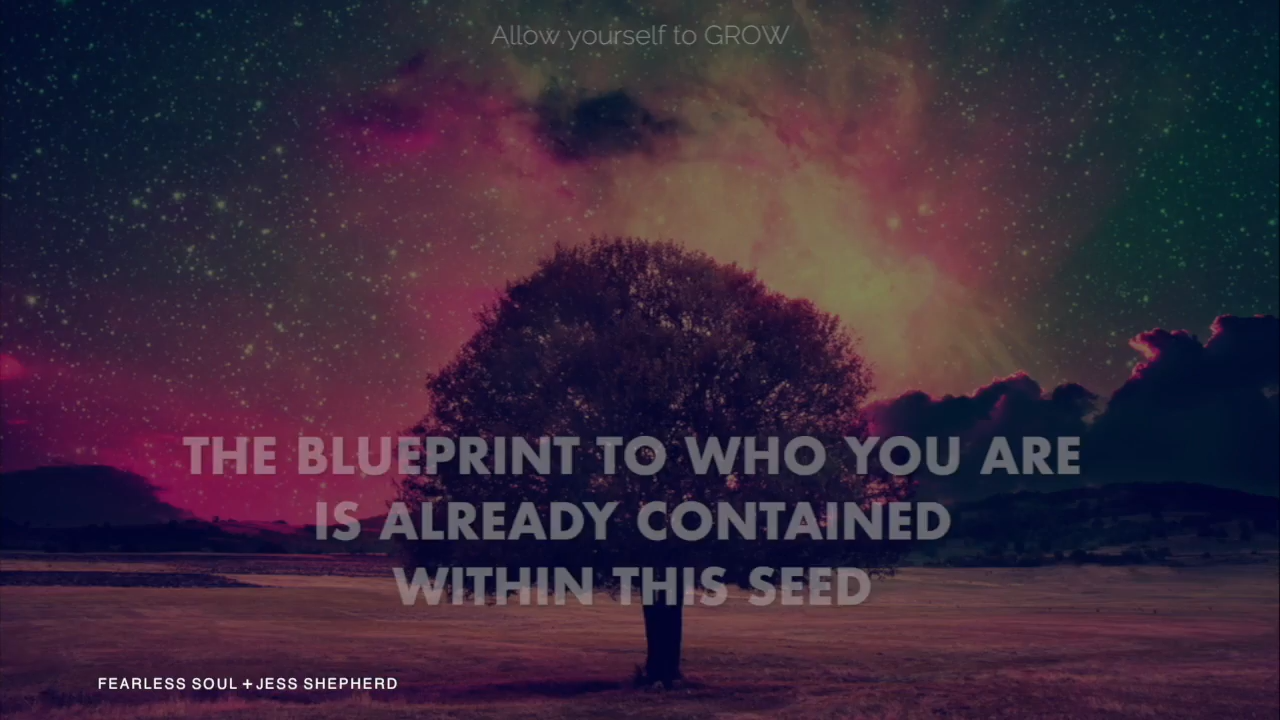 Allow yourself to GROW
THE BLUEPRINT TO WHO YOU ARE
IS ALREADY CONTAINED
WITHIN THIS SEED
FEARLESS SOUL + JESS SHEPHERD